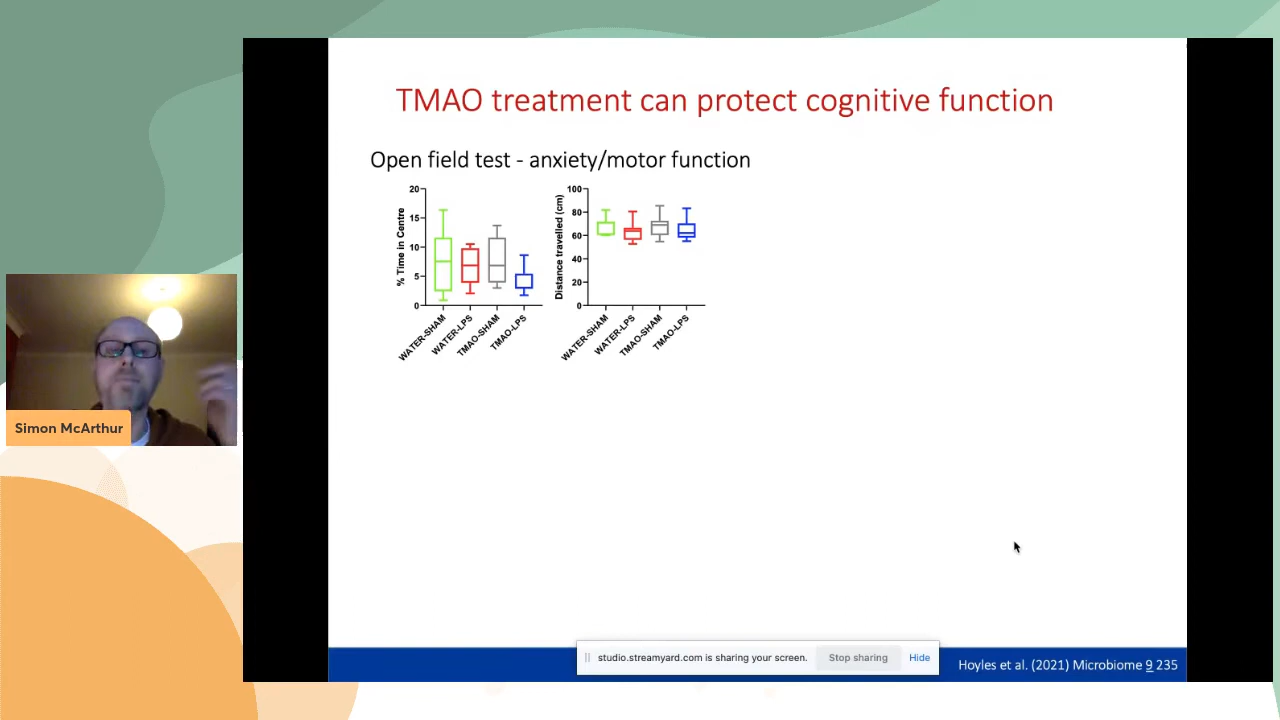 TMAO treatment can protect cognitive function
Open field test - anxiety/motor function
% Time in Centre
20
15
10
5
0
WATER-SHAM
WATER-LPS
TMAO-SHAM
TMAO-LPS
Distance travelled (cm)
100
80
60
40
20
0
WATER-SHAM
WATER-LPS
TMAO-SHAM
TMAO-LPS
Simon McArthur
studio.streamyard.com is sharing your screen. Stop sharing Hide
Hoyles et al. (2021) Microbiome 9 235